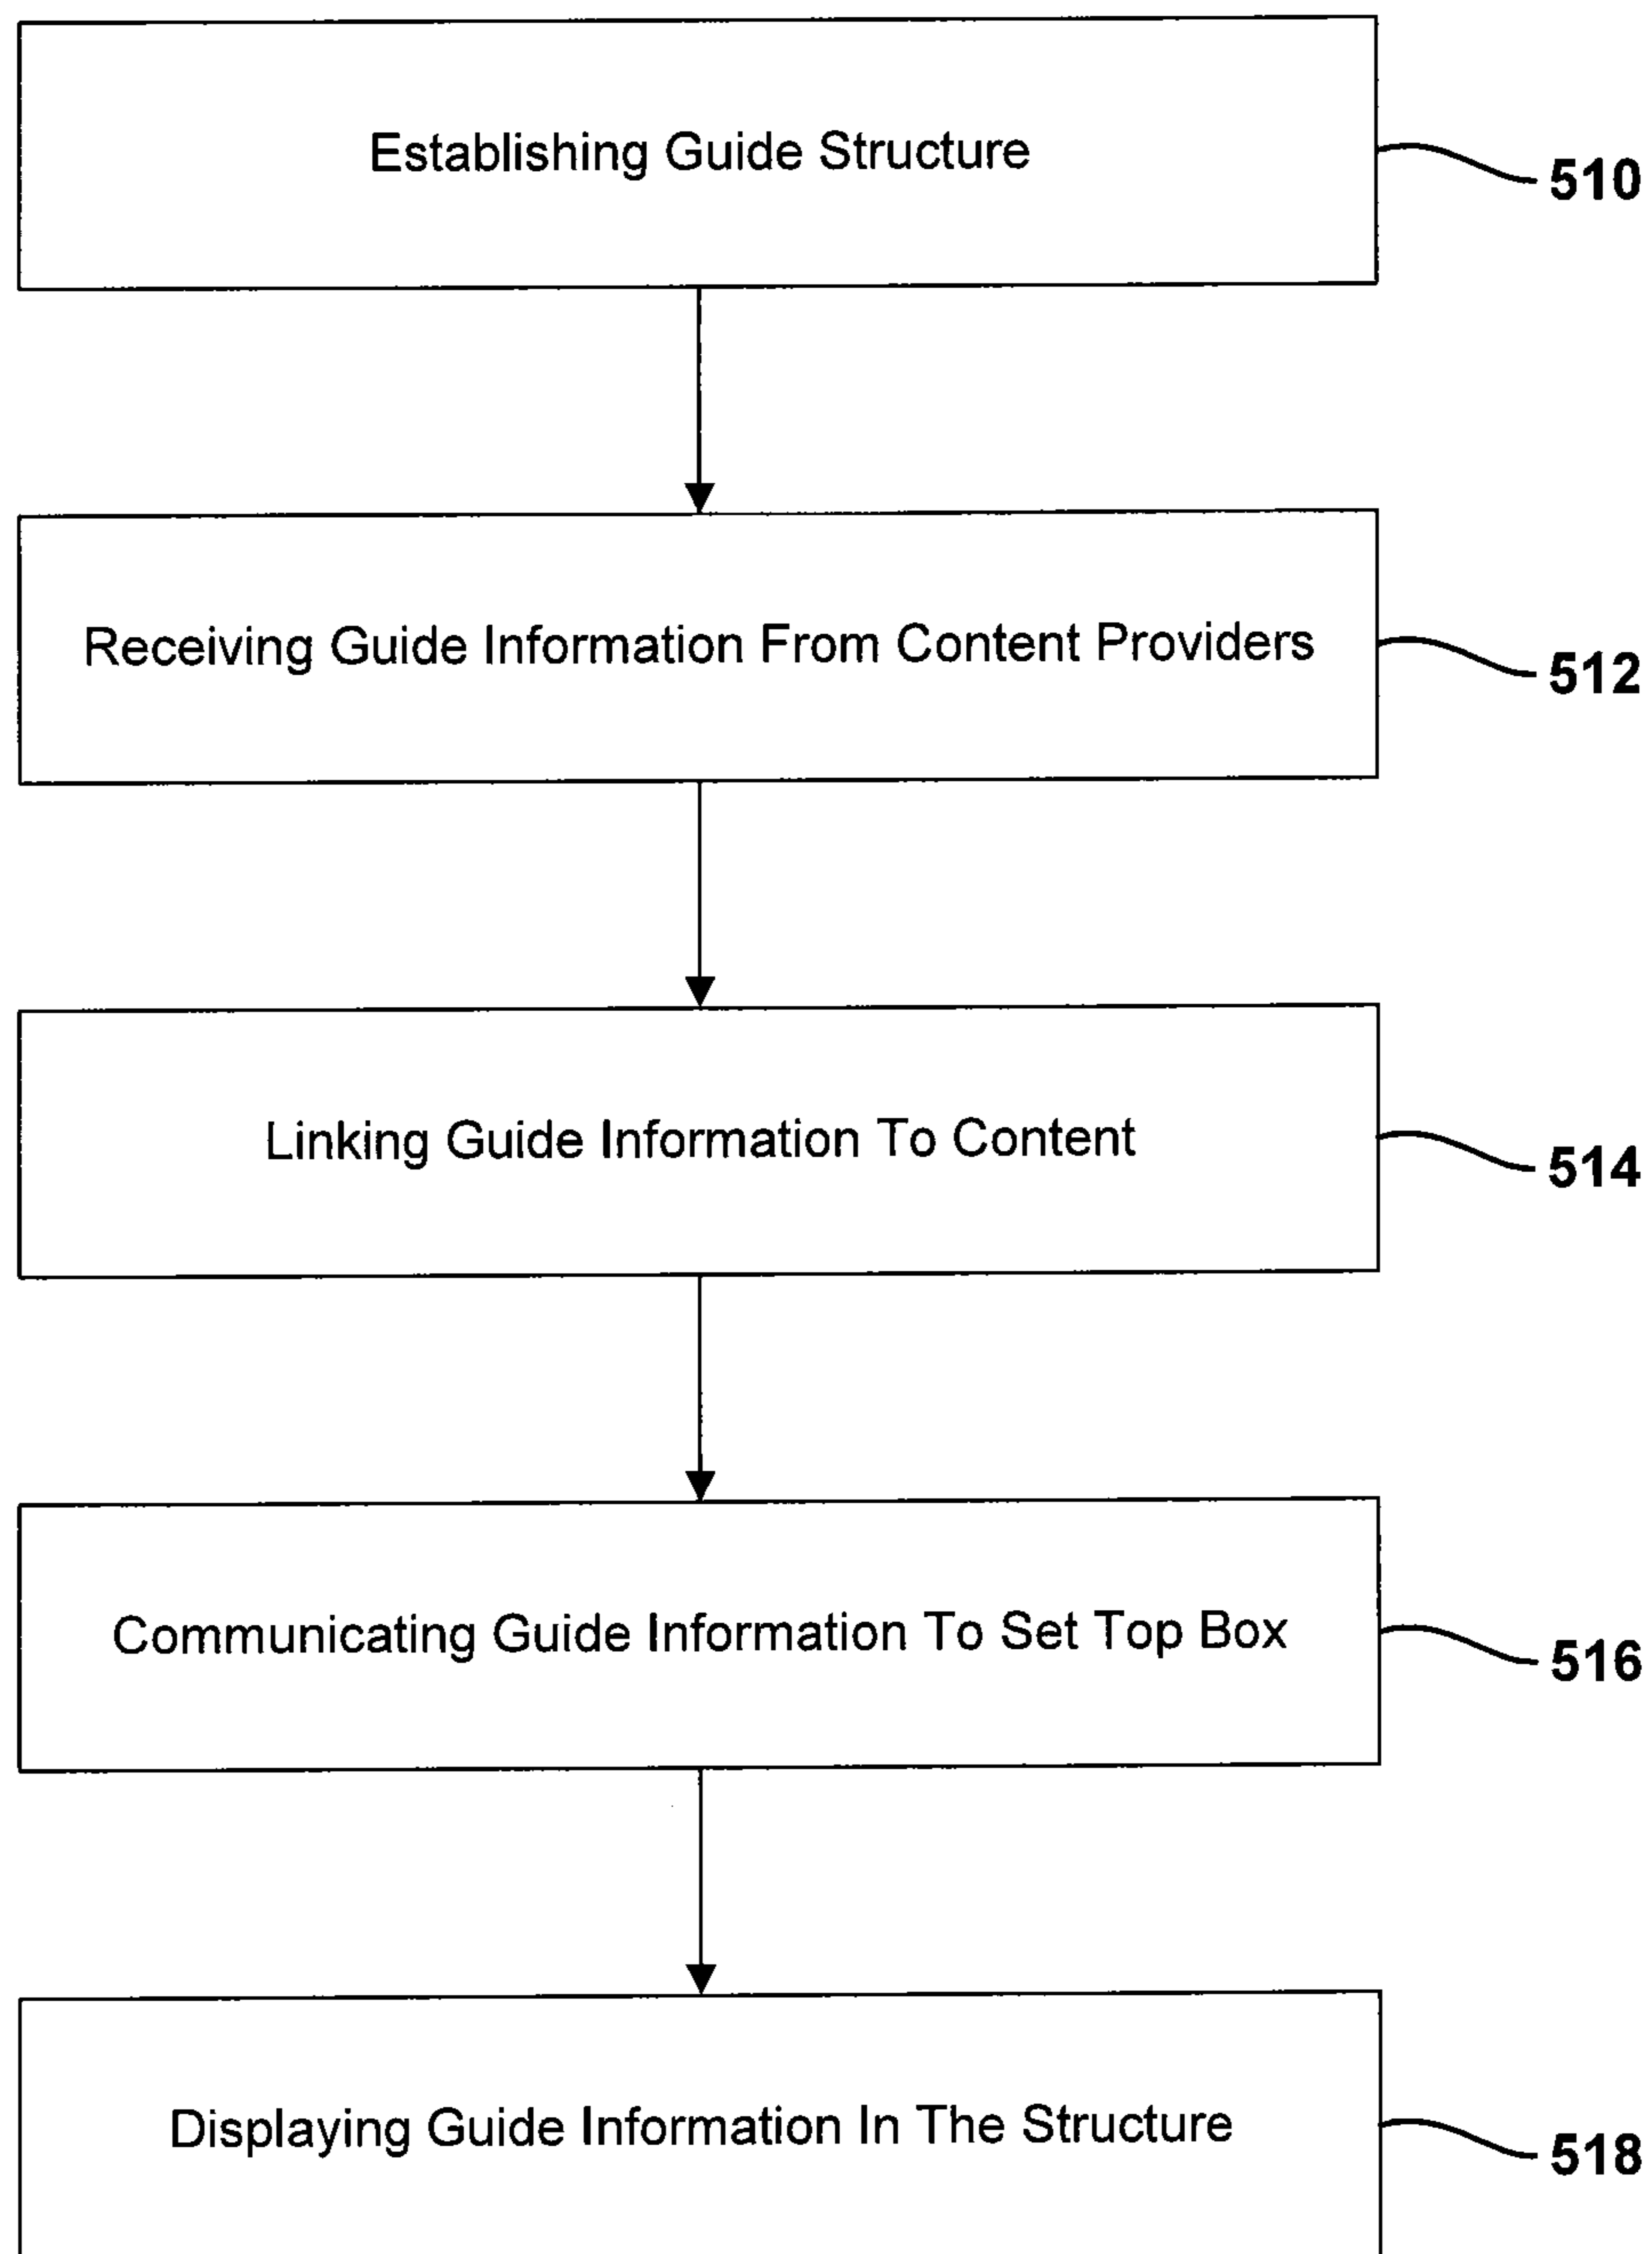 Establishing Guide Structure
510
Receiving Guide Information From Content Providers
512
Linking Guide Information To Content
514
Communicating Guide Information To Set Top Box
516
Displaying Guide Information In The Structure
518